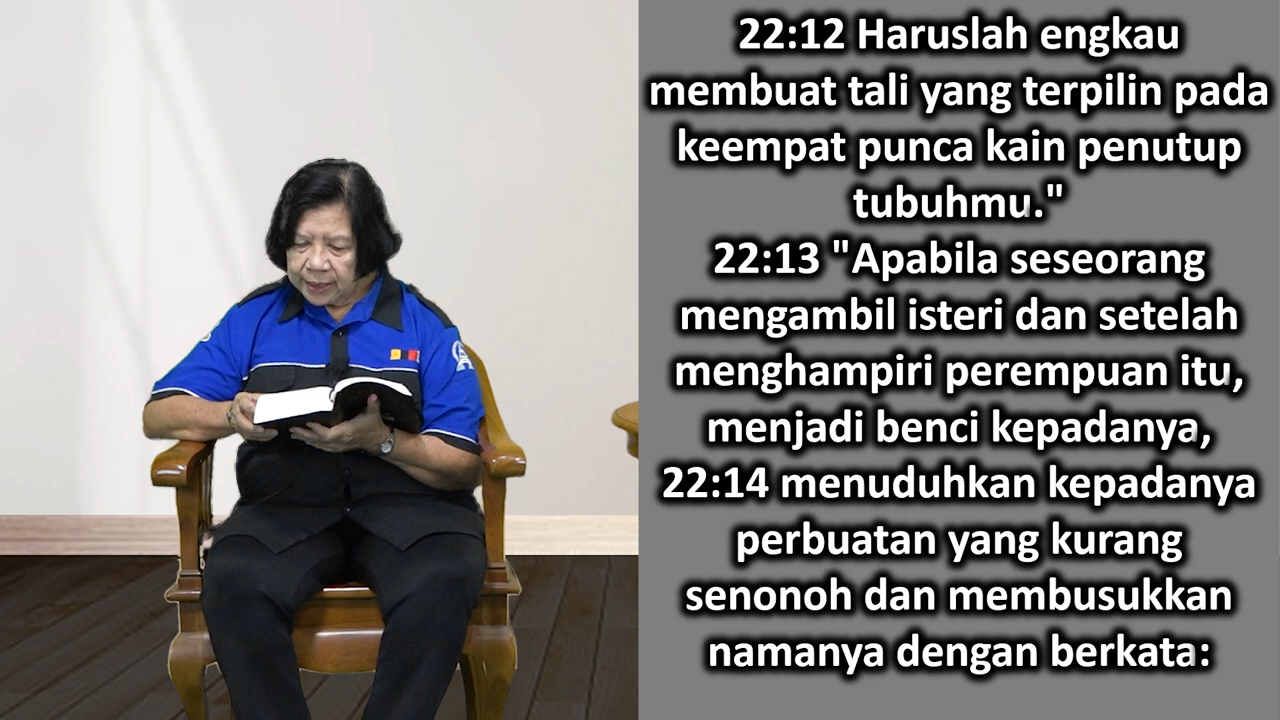 22:12 Haruslah engkau
membuat tali yang terpilin pada
keempat punca kain penutup
tubuhmu."
22:13 "Apabila seseorang
mengambil isteri dan setelah
menghampiri perempuan itu,
menjadi benci kepadanya,
22:14 menuduhkan kepadanya
perbuatan yang kurang
senonoh dan membusukkan
namanya dengan berkata: